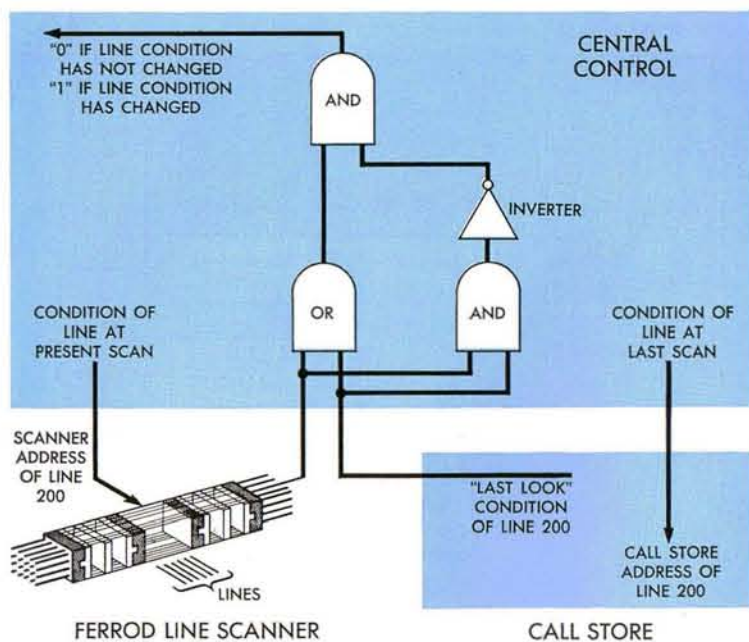 "0" IF LINE CONDITION
HAS NOT CHANGED
"1" IF LINE CONDITION
HAS CHANGED
CENTRAL
CONTROL
AND
INVERTER
OR
AND
CONDITION OF
LINE AT
PRESENT SCAN
CONDITION OF
LINE AT
LAST SCAN
SCANNER
ADDRESS
OF LINE
200
"LAST LOOK"
CONDITION
OF LINE 200
CALL STORE
ADDRESS OF
LINE 200
LINES
FERROD LINE SCANNER
CALL STORE